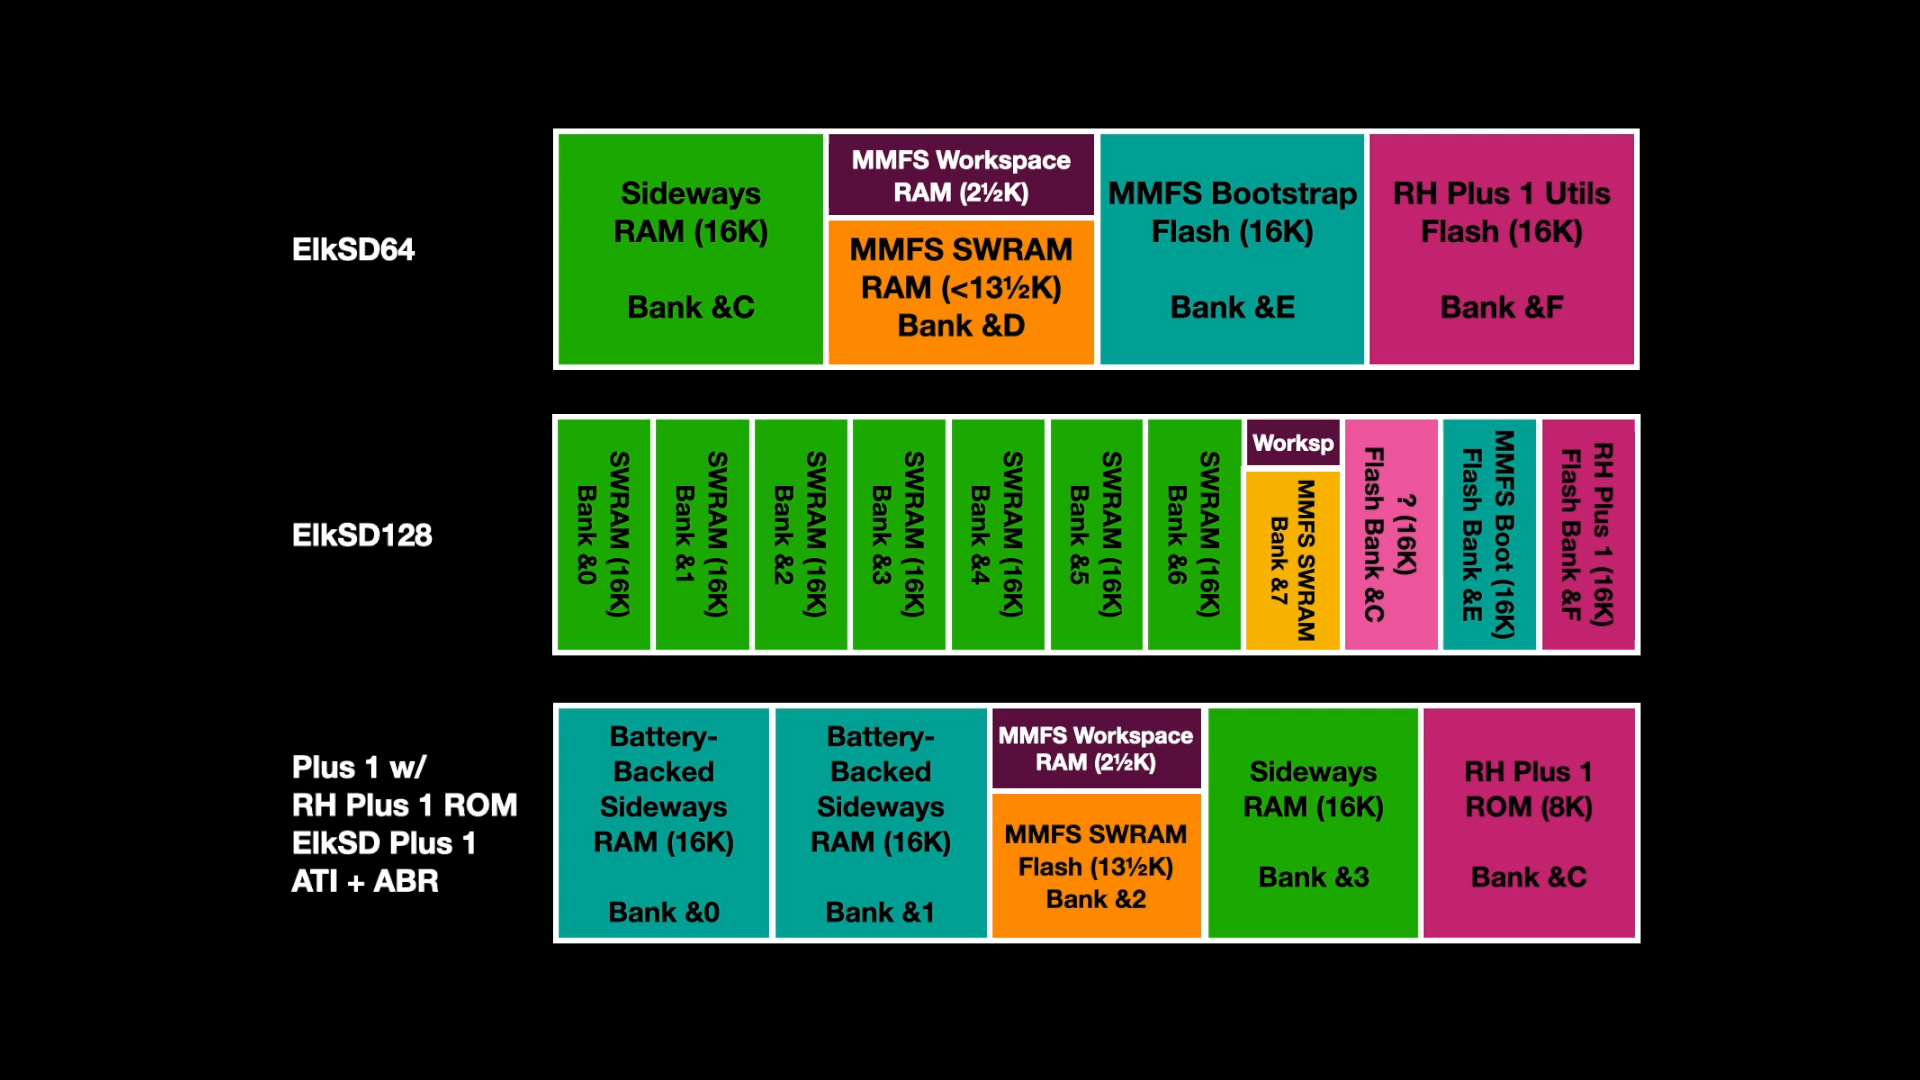 ElkSD64
Sideways
RAM (16K)
Bank &C
MMFS Workspace
RAM (2½K)
MMFS SWRAM
RAM (<13½K)
Bank &D
MMFS Bootstrap
Flash (16K)
Bank &E
RH Plus 1 Utils
Flash (16K)
Bank &F
ElkSD128
SWRAM (16K)
Bank &0
SWRAM (16K)
Bank &1
SWRAM (16K)
Bank &2
SWRAM (16K)
Bank &3
SWRAM (16K)
Bank &4
SWRAM (16K)
Bank &5
SWRAM (16K)
Bank &6
Worksp
MMFS SWRAM
Bank &7
? (16K)
Flash Bank &C
MMFS Boot (16K)
Flash Bank &E
RH Plus 1 (16K)
Flash Bank &F
Plus 1 w/
RH Plus 1 ROM
ElkSD Plus 1
ATI + ABR
Battery-
Backed
Sideways
RAM (16K)
Bank &0
Battery-
Backed
Sideways
RAM (16K)
Bank &1
MMFS Workspace
RAM (2½K)
MMFS SWRAM
Flash (13½K)
Bank &2
Sideways
RAM (16K)
Bank &3
RH Plus 1
ROM (8K)
Bank &C